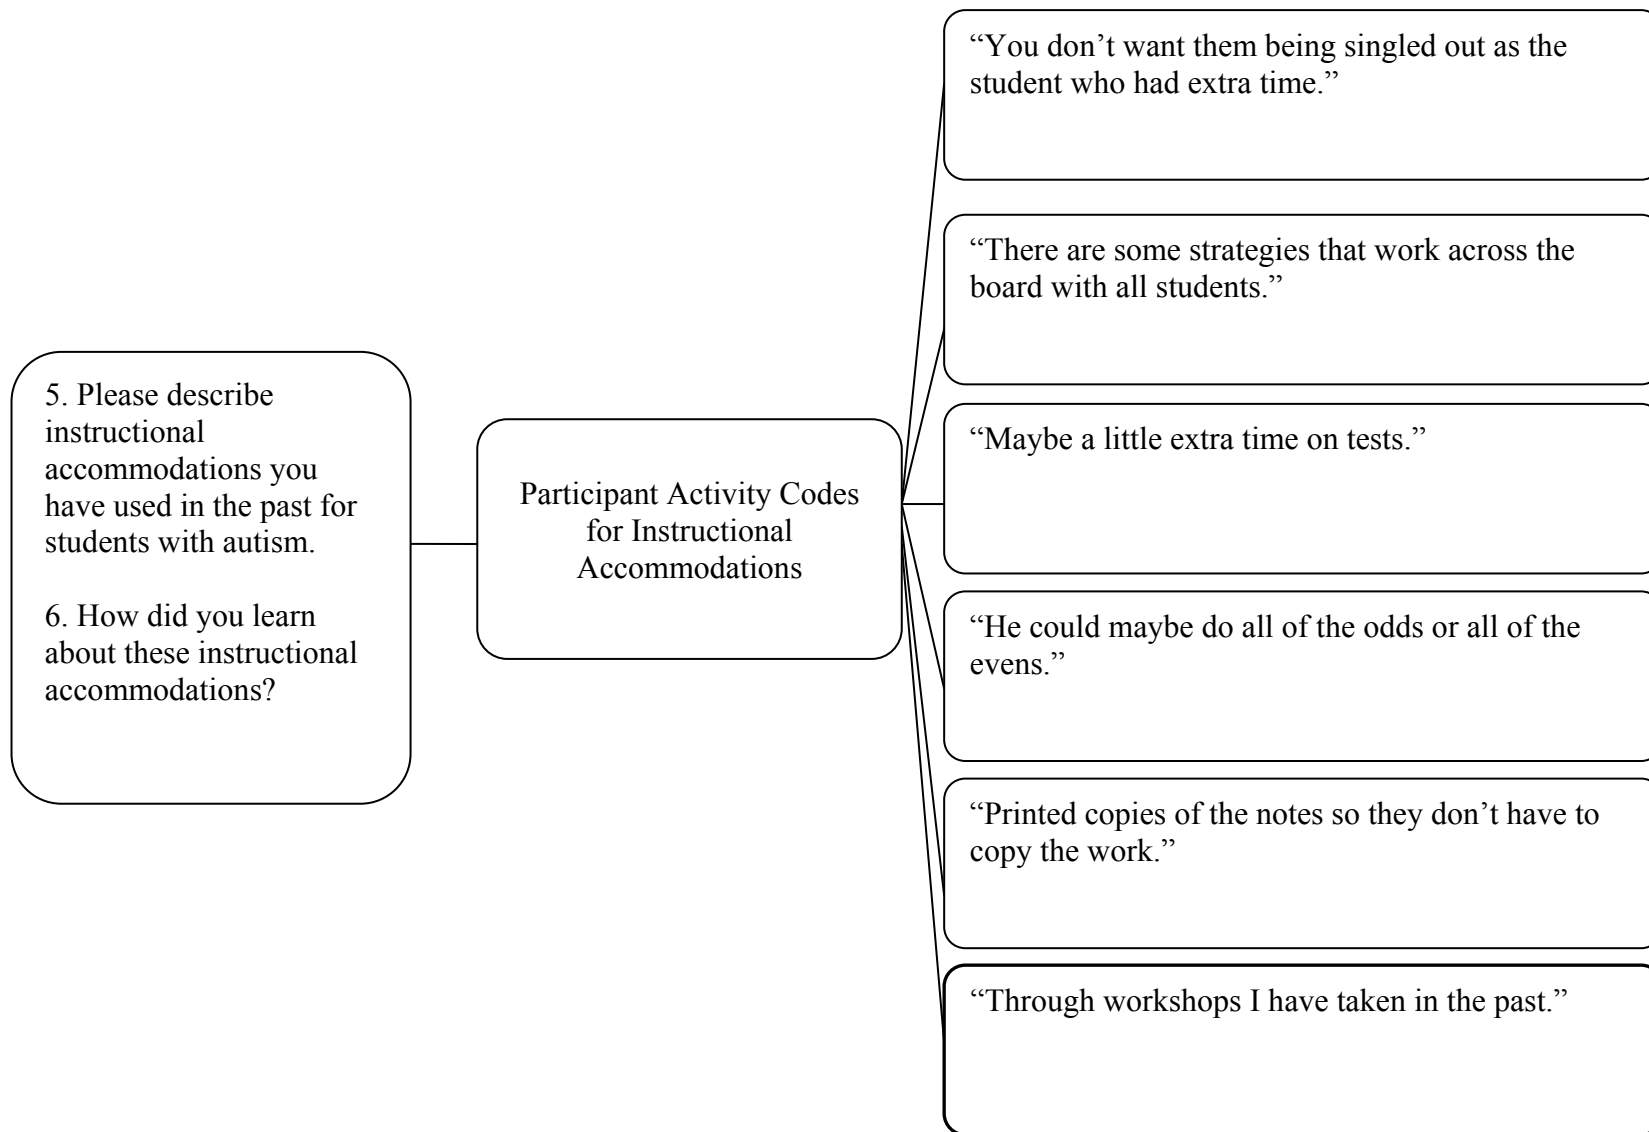 5. Please describe
instructional
accommodations you
have used in the past for
students with autism.
6. How did you learn
about these instructional
accommodations?
Participant Activity Codes
for Instructional
Accommodations
“You don’t want them being singled out as the
student who had extra time.”
“There are some strategies that work across the
board with all students.”
“Maybe a little extra time on tests.”
“He could maybe do all of the odds or all of the
evens.”
“Printed copies of the notes so they don’t have to
copy the work.”
“Through workshops I have taken in the past.”